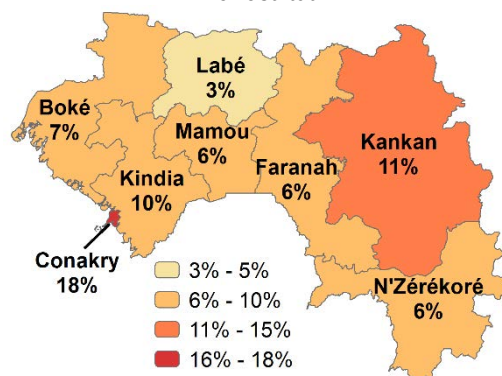 Labé
3%
Boké
7%
Mamou
6%
Kankan
11%
Faranah
6%
Kindia
10%
Conakry
18%
N'Zérékoré
6%
3% - 5%
6% - 10%
11% - 15%
16% - 18%